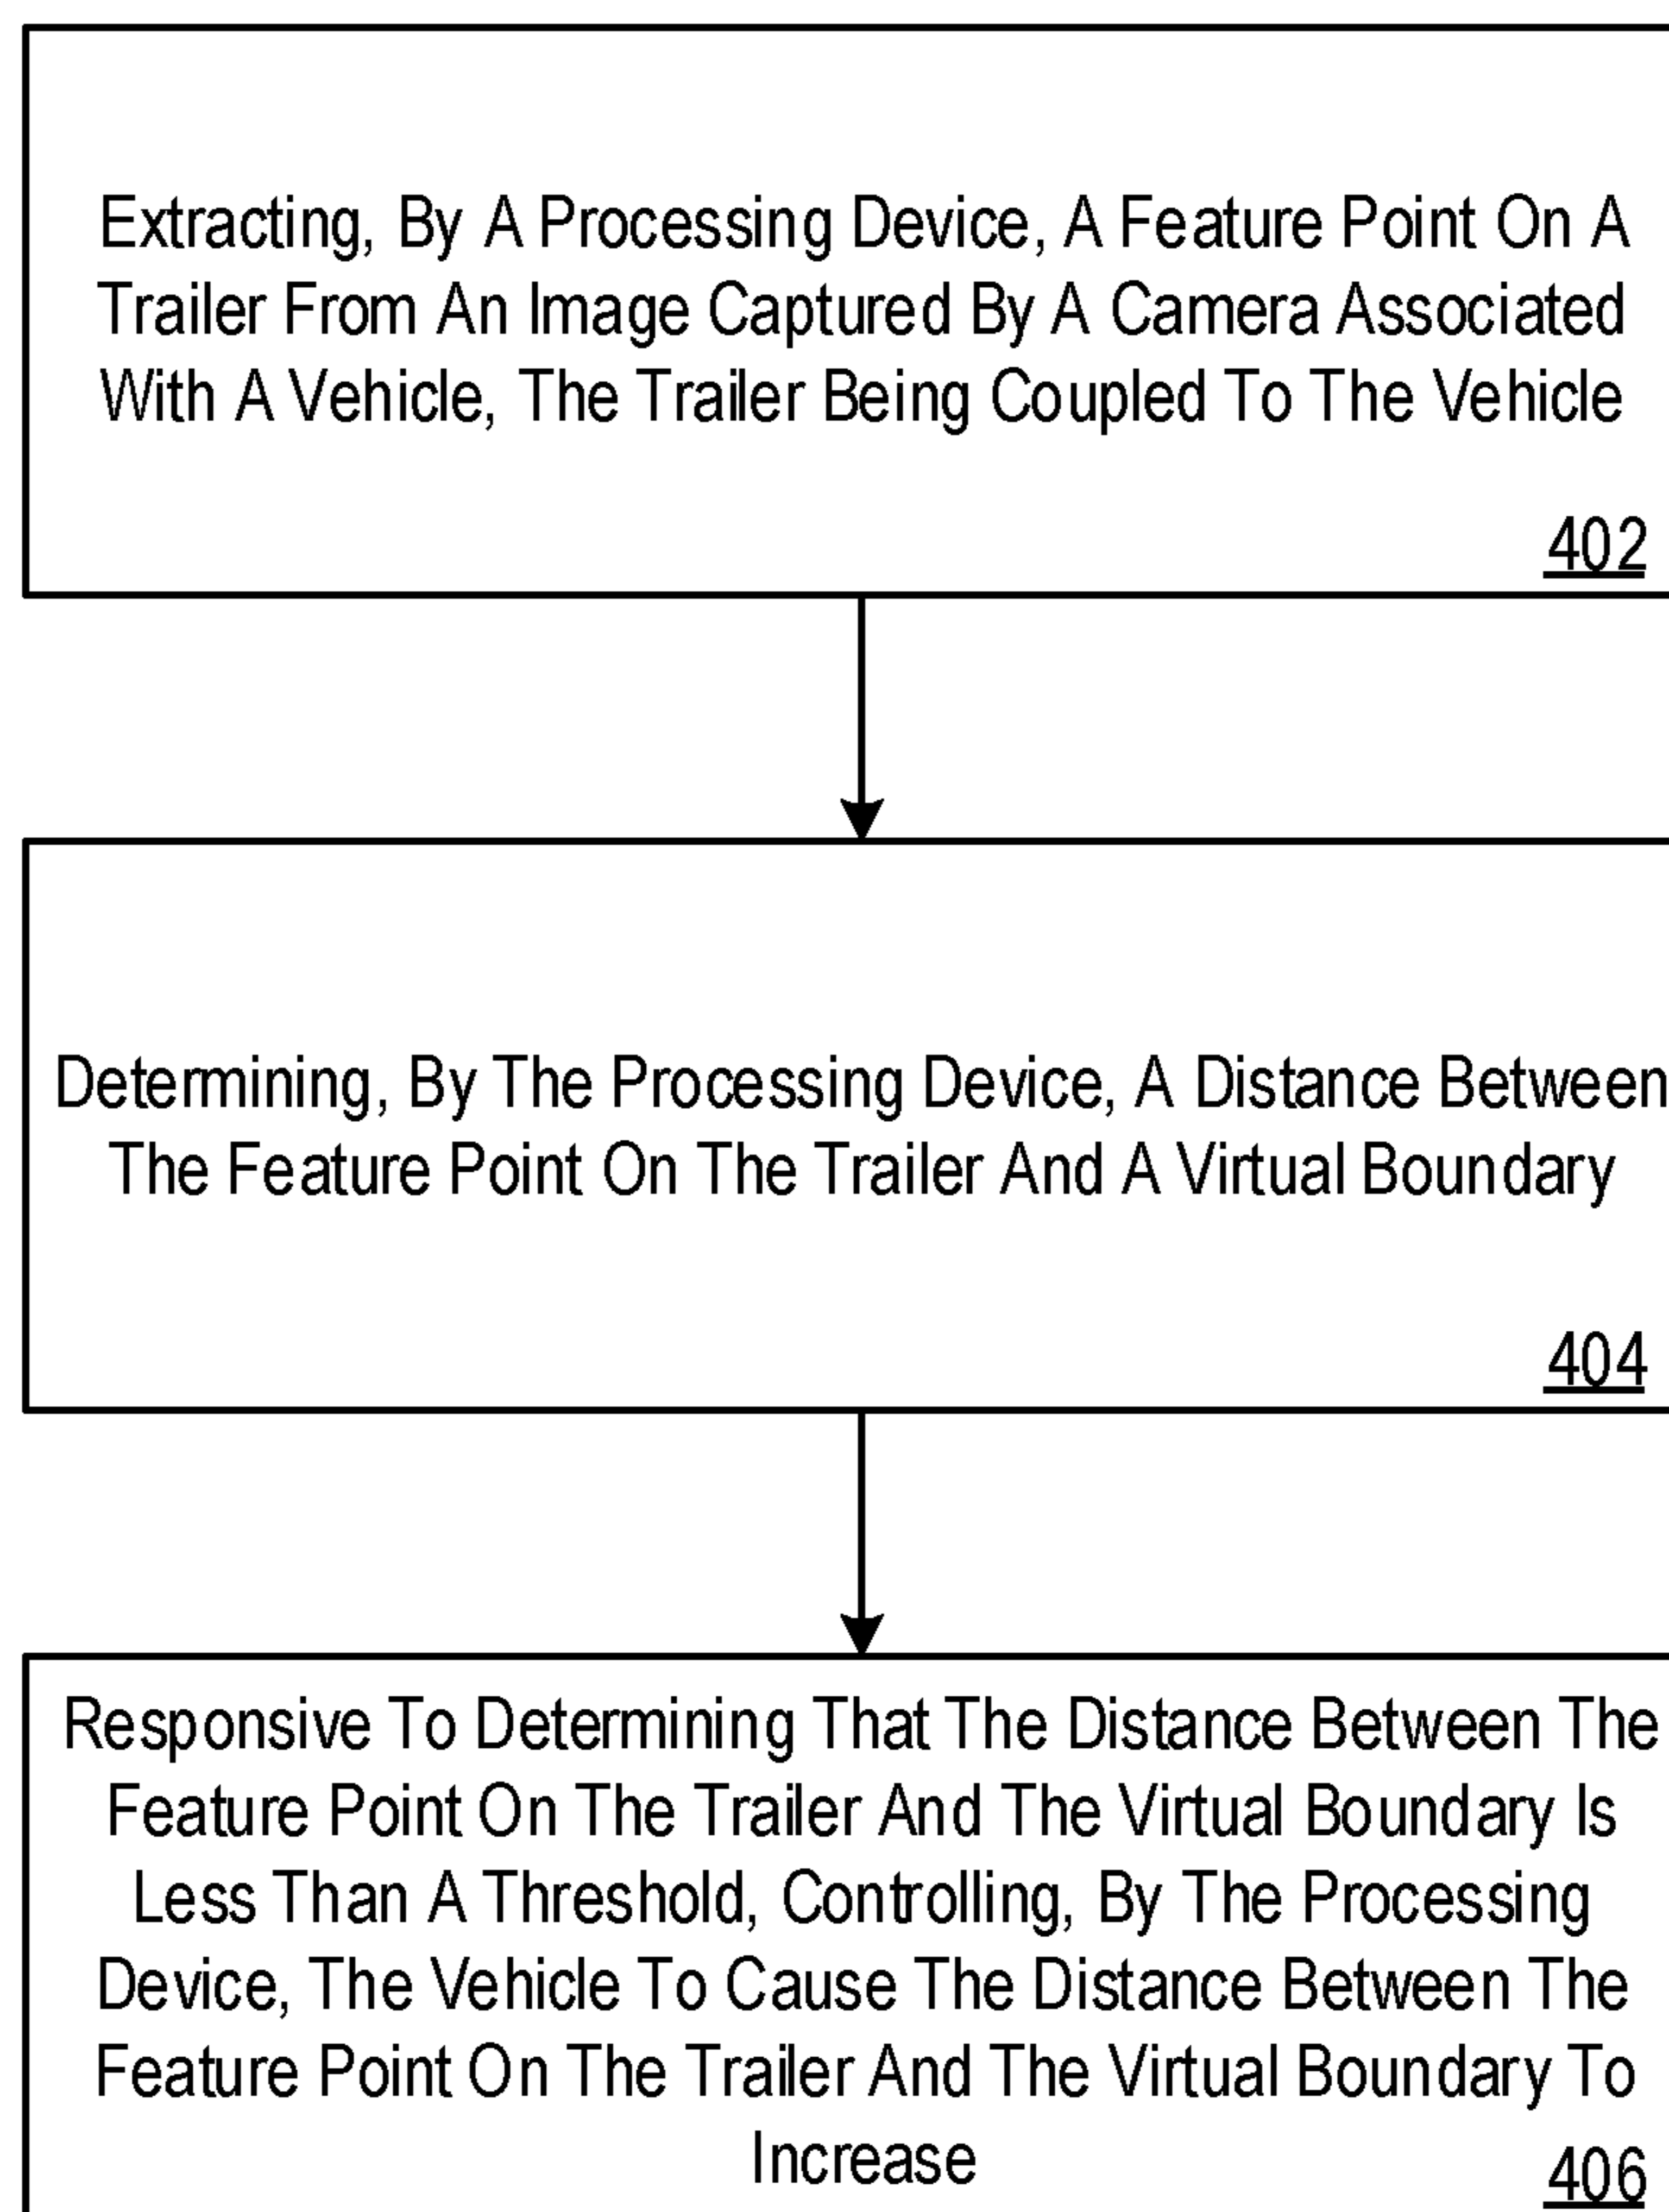 Extracting, By A Processing Device, A Feature Point On A
Trailer From An Image Captured By A Camera Associated
With A Vehicle, The Trailer Being Coupled To The Vehicle
402
Determining, By The Processing Device, A Distance Between
The Feature Point On The Trailer And A Virtual Boundary
404
Responsive To Determining That The Distance Between The
Feature Point On The Trailer And The Virtual Boundary Is
Less Than A Threshold, Controlling, By The Processing
Device, The Vehicle To Cause The Distance Between The
Feature Point On The Trailer And The Virtual Boundary To
Increase
406